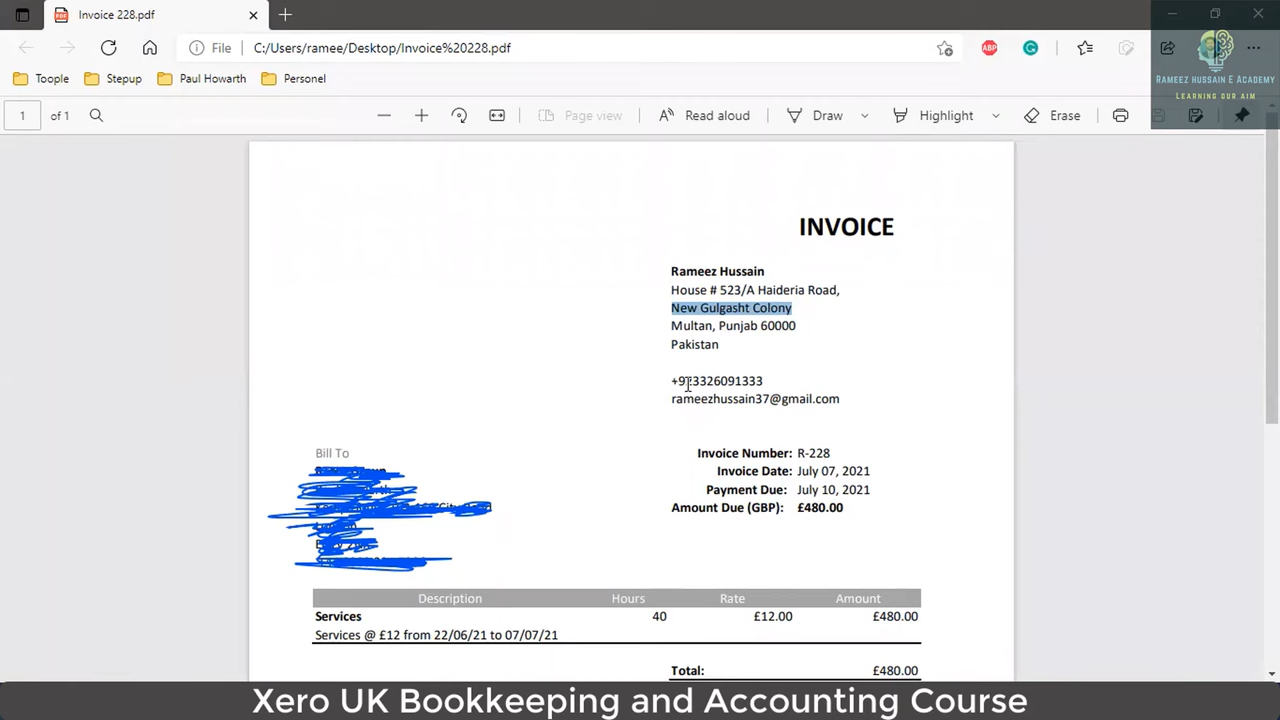 Invoice 228.pdf
File C:/Users/ramee/Desktop/Invoice%20228.pdf
ABP
Toople Stepup Paul Howarth Personel
RAMEEZ HUSSAIN E ACADEMY
LEARNING OUR AIM
1 of 1 Page view Read aloud Draw Highlight Erase
INVOICE
Rameez Hussain
House # 523/A Haideria Road,
New Gulgasht Colony
Multan, Punjab 60000
Pakistan
rameezhussain37@gmail.com
Bill To
Invoice Number: R-228
Invoice Date: July 07, 2021
Payment Due: July 10, 2021
Amount Due (GBP): £480.00
Description Hours Rate Amount
Services 40 £12.00 £480.00
Services @ £12 from 22/06/21 to 07/07/21
Total: £480.00
Xero UK Bookkeeping and Accounting Course